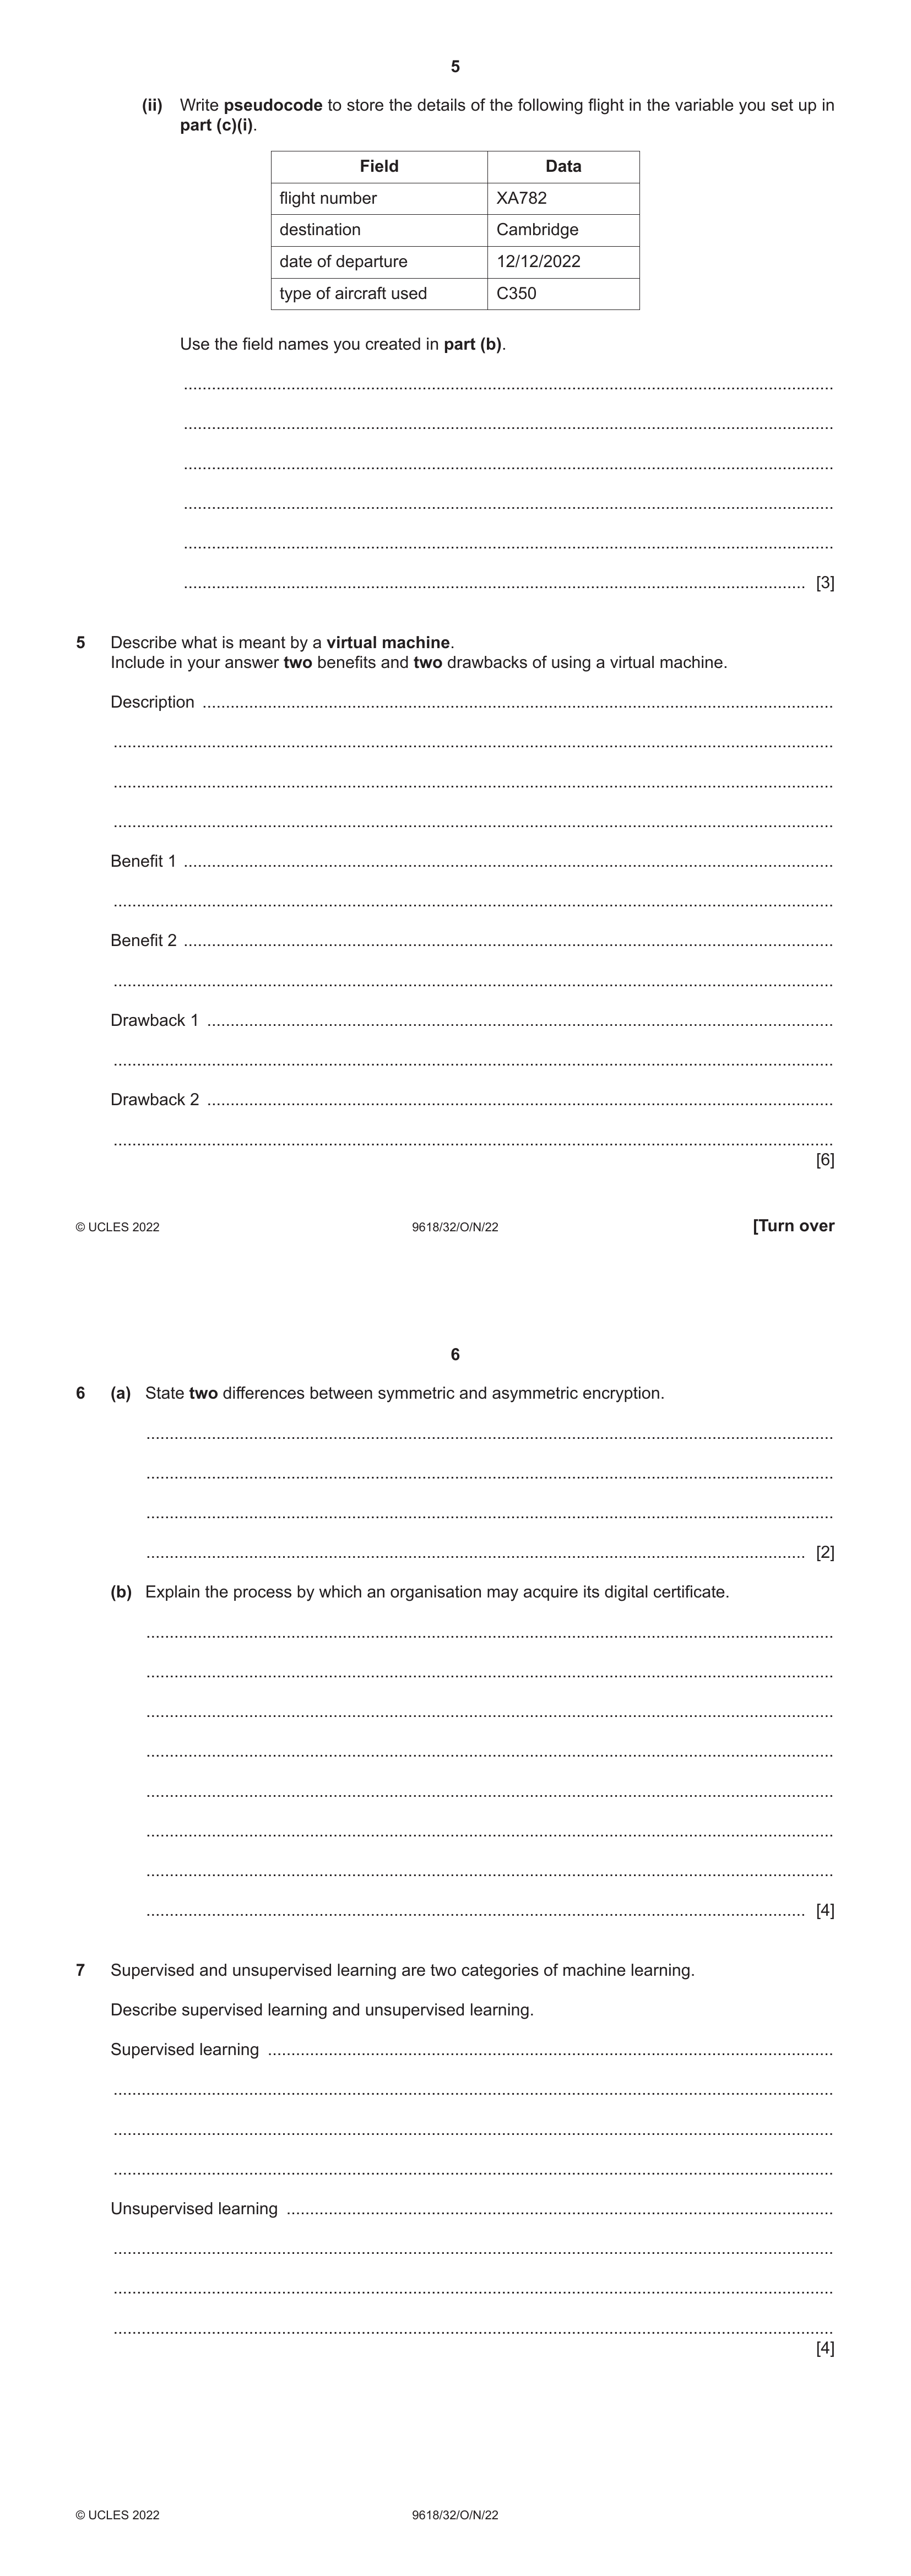 5
(ii) Write pseudocode to store the details of the following flight in the variable you set up in
part (c)(i).
Field Data
flight number XA782
destination Cambridge
date of departure 12/12/2022
type of aircraft used C350
Use the field names you created in part (b).
[3]
5 Describe what is meant by a virtual machine.
Include in your answer two benefits and two drawbacks of using a virtual machine.
Description
Benefit 1
Benefit 2
Drawback 1
Drawback 2
[6]
© UCLES 2022 9618/32/O/N/22 [Turn over
6
6 (a) State two differences between symmetric and asymmetric encryption.
[2]
(b) Explain the process by which an organisation may acquire its digital certificate.
[4]
7 Supervised and unsupervised learning are two categories of machine learning.
Describe supervised learning and unsupervised learning.
Supervised learning
Unsupervised learning
[4]
© UCLES 2022 9618/32/O/N/22